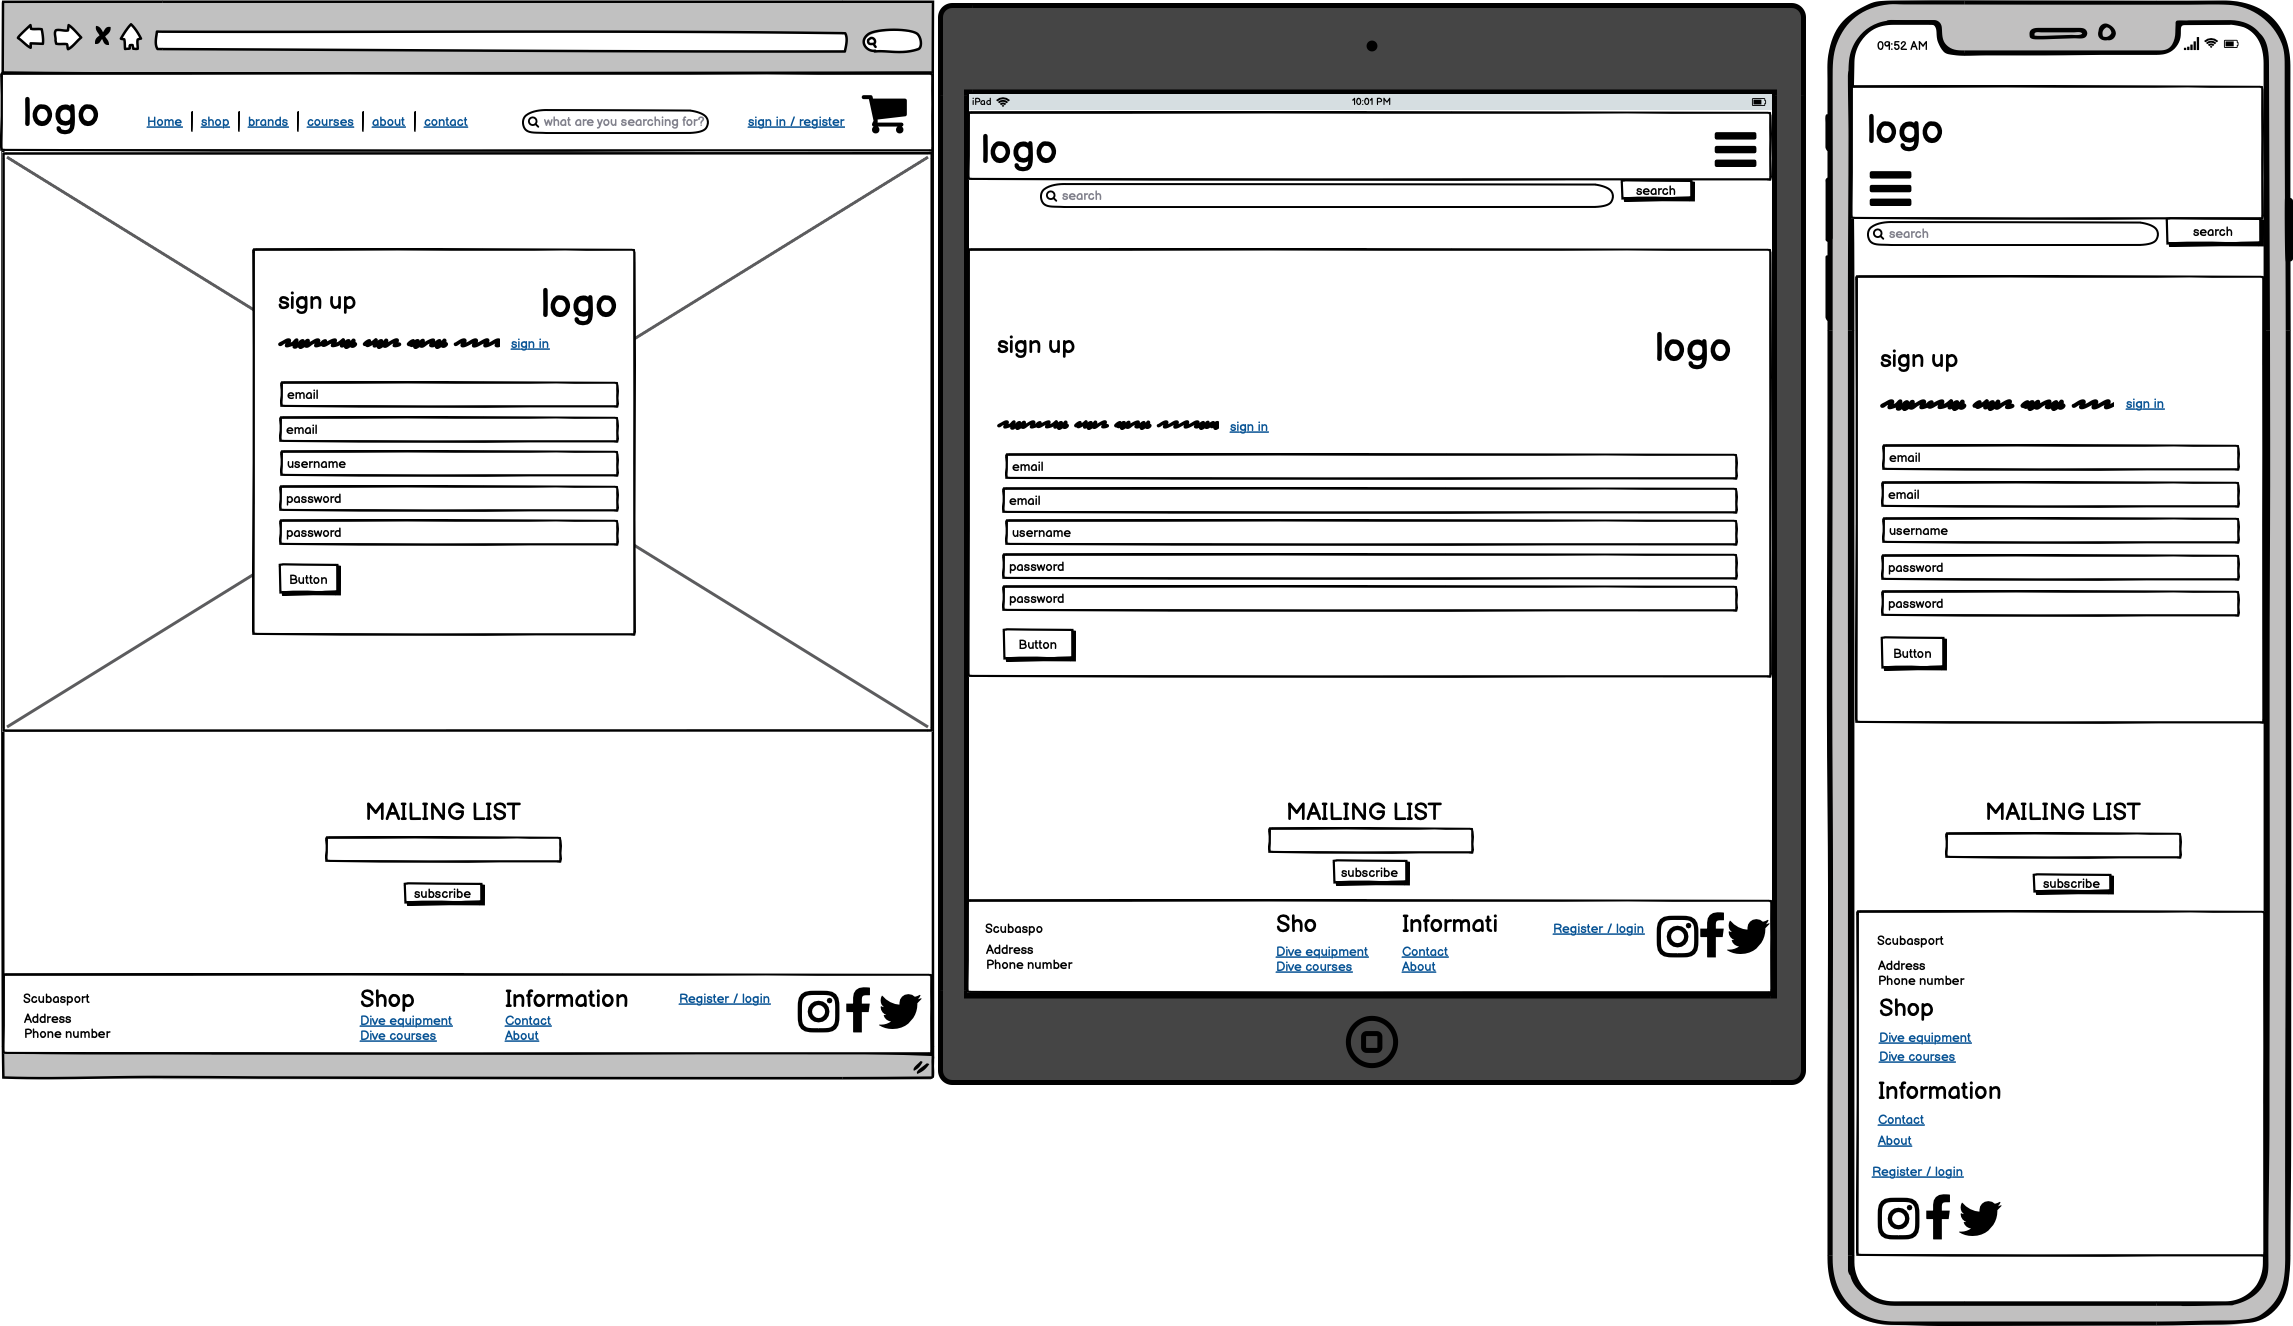 logo
Home
shop
brands
courses
about
contact
what are you searching for?
sign in / register
sign up
logo
sign in
email
email
username
password
password
Button
MAILING LIST
subscribe
Scubasport
Address
Phone number
Shop
Dive equipment
Dive courses
Information
Contact
About
Register / login
iPad
10:01 PM
logo
search
search
sign up
logo
sign in
email
email
username
password
password
Button
MAILING LIST
subscribe
Scubaspo
Address
Phone number
Sho
Dive equipment
Dive courses
Informati
Contact
About
Register / login
09:52 AM
logo
search
search
sign up
sign in
email
email
username
password
password
Button
MAILING LIST
subscribe
Scubasport
Address
Phone number
Shop
Dive equipment
Dive courses
Information
Contact
About
Register / login